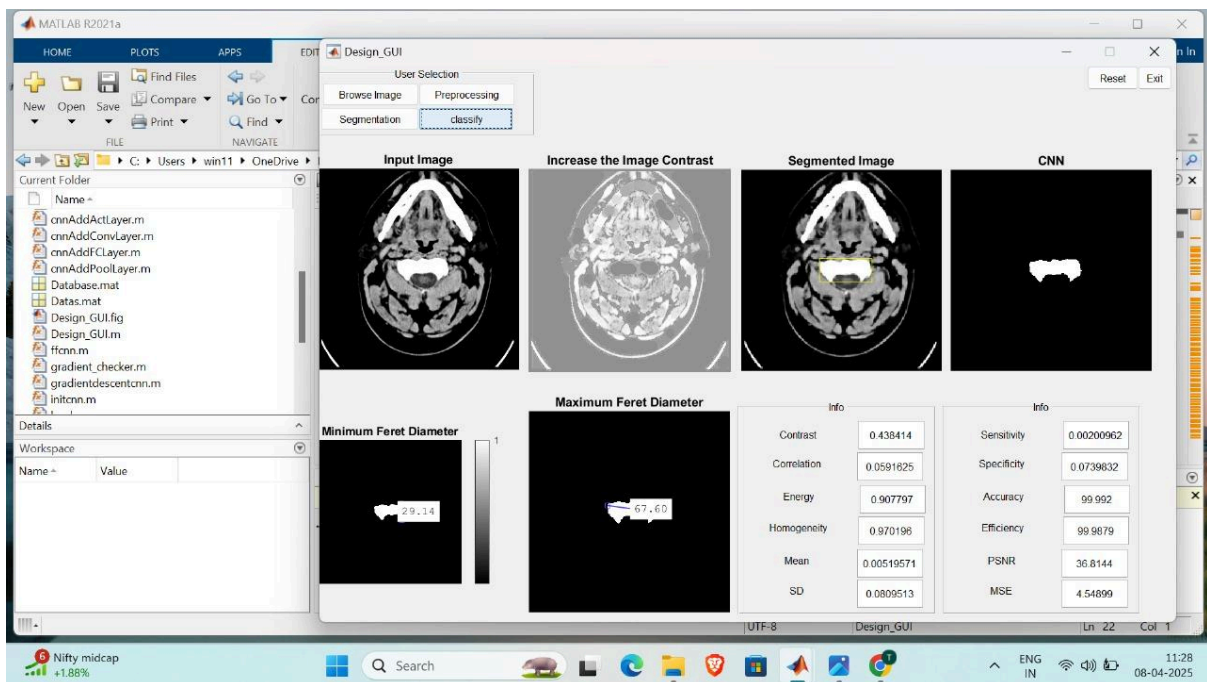 MATLAB R2021a
HOME PLOTS APPS EDIT
n In
Design_GUI
User Selection
Browse Image Preprocessing
Segmentation classify
Reset Exit
New Open Save
Find Files
Compare
Print
Go To
Find
FILE NAVIGATE
C: Users win11 OneDrive
Current Folder
Name
cnnAddActLayer.m
cnnAddConvLayer.m
cnnAddFCLayer.m
cnnAddPoolLayer.m
Database.mat
Datas.mat
Design_GUI.fig
Design_GUI.m
ffcnn.m
gradient_checker.m
gradientdescentcnn.m
initcnn.m
Details
Workspace
Name Value
Input Image
Increase the Image Contrast
Segmented Image
CNN
Minimum Feret Diameter
1
29.14
Maximum Feret Diameter
67.60
Info
Contrast 0.438414
Correlation 0.0591625
Energy 0.907797
Homogeneity 0.970196
Mean 0.00519571
SD 0.0809513
Info
Sensitivity 0.00200962
Specificity 0.0739832
Accuracy 99.992
Efficiency 99.9879
PSNR 36.8144
MSE 4.54899
UTF-8 Design_GUI Ln 22 Col 1
6
Nifty midcap
+1.88%
Search
T
ENG
IN
11:28
08-04-2025